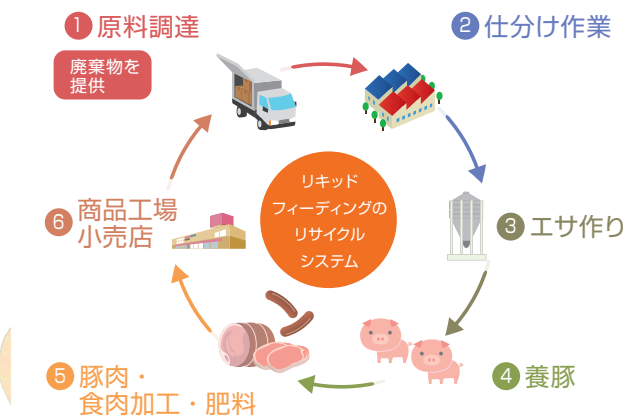 1 原料調達
廃棄物を
提供
2 仕分け作業
3 エサ作り
4 養豚
5 豚肉・
食肉加工・肥料
6 商品工場
小売店
リキッド
フィーディングの
リサイクル
システム